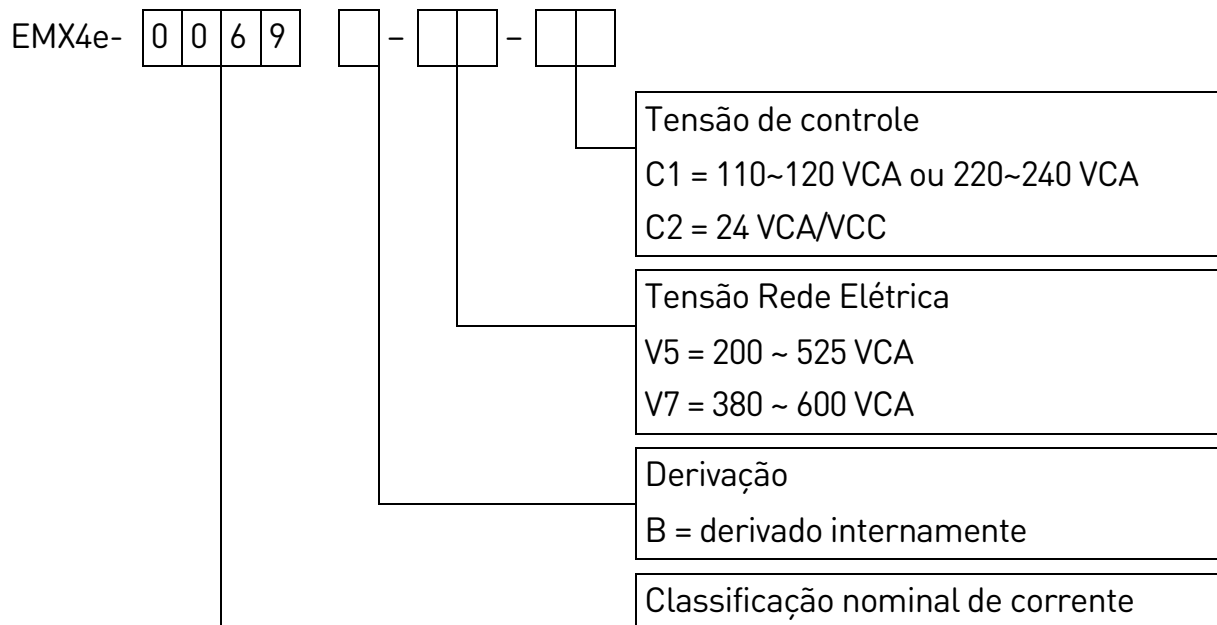 EMX4e- 0 0 6 9 – –
Tensão de controle
C1 = 110~120 VCA ou 220~240 VCA
C2 = 24 VCA/VCC
Tensão Rede Elétrica
V5 = 200 ~ 525 VCA
V7 = 380 ~ 600 VCA
Derivação
B = derivado internamente
Classificação nominal de corrente